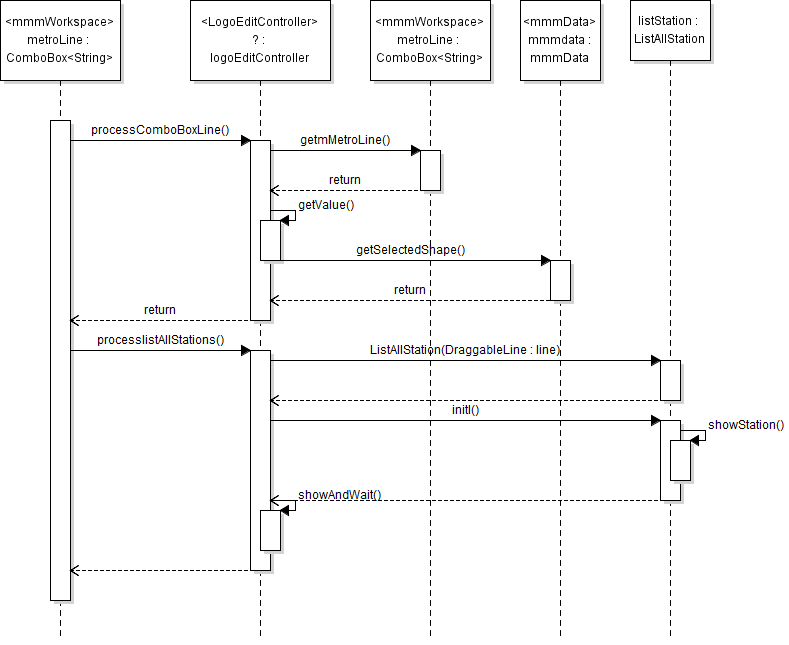 <mmmWorkspace>
metroLine :
ComboBox<String>
<LogoEditController>
? :
logoEditController
<mmmWorkspace>
metroLine :
ComboBox<String>
<mmmData>
mmmdata :
mmmData
listStation :
ListAllStation
processComboBoxLine()
getmMetroLine()
return
getValue()
getSelectedShape()
return
return
processlistAllStations()
ListAllStation(DraggableLine : line)
initl()
showStation()
showAndWait()